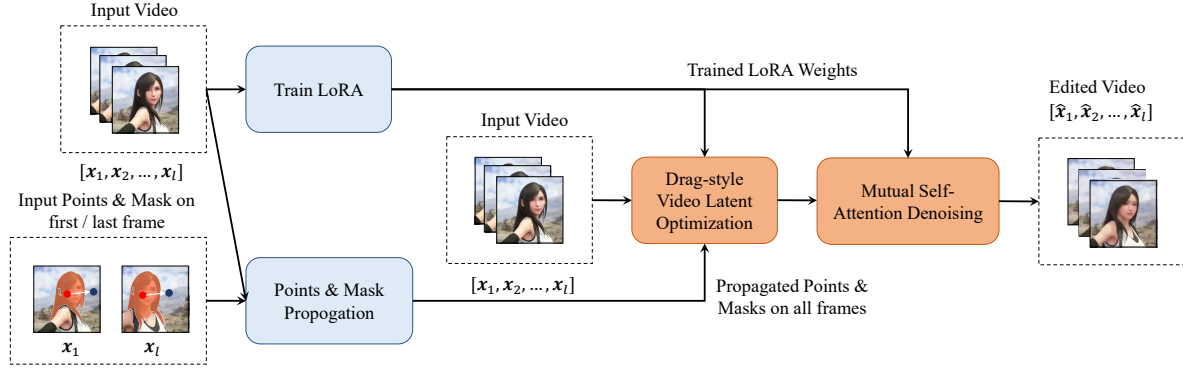 Input Video
[x₁, x₂, ..., xₗ]
Input Points & Mask on
first / last frame
x₁
xₗ
Train LoRA
Points & Mask
Propogation
Trained LoRA Weights
Input Video
[x₁, x₂, ..., xₗ]
Drag-style
Video Latent
Optimization
Propagated Points &
Masks on all frames
Mutual Self-
Attention Denoising
Edited Video
[x̂₁, x̂₂, ..., x̂ₗ]